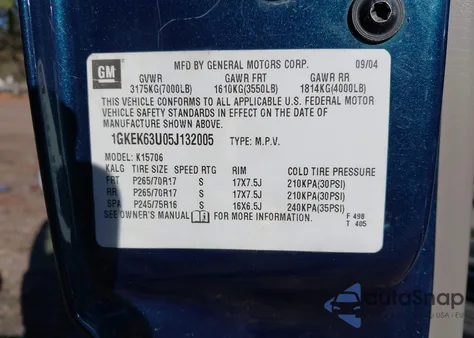 GM
MFD BY GENERAL MOTORS CORP. 09/04
GVWR GAWR FRT GAWR RR
3175KG(7000LB) 1610KG(3550LB) 1814KG(4000LB)
THIS VEHICLE CONFORMS TO ALL APPLICABLE U.S. FEDERAL MOTOR
VEHICLE SAFETY STANDARDS IN EFFECT ON THE DATE OF
MANUFACTURE SHOWN ABOVE.
1GKEK63U05J132005 TYPE: M.P.V.
MODEL: K15706
KALG TIRE SIZE SPEED RTG RIM COLD TIRE PRESSURE
FRT P265/70R17 S 17X7.5J 210KPA(30PSI)
RR P265/70R17 S 17X7.5J 210KPA(30PSI)
SPA P245/75R16 S 16X6.5J 240KPA(35PSI)
SEE OWNER'S MANUAL FOR MORE INFORMATION.
F 498
T 405
autoSnap